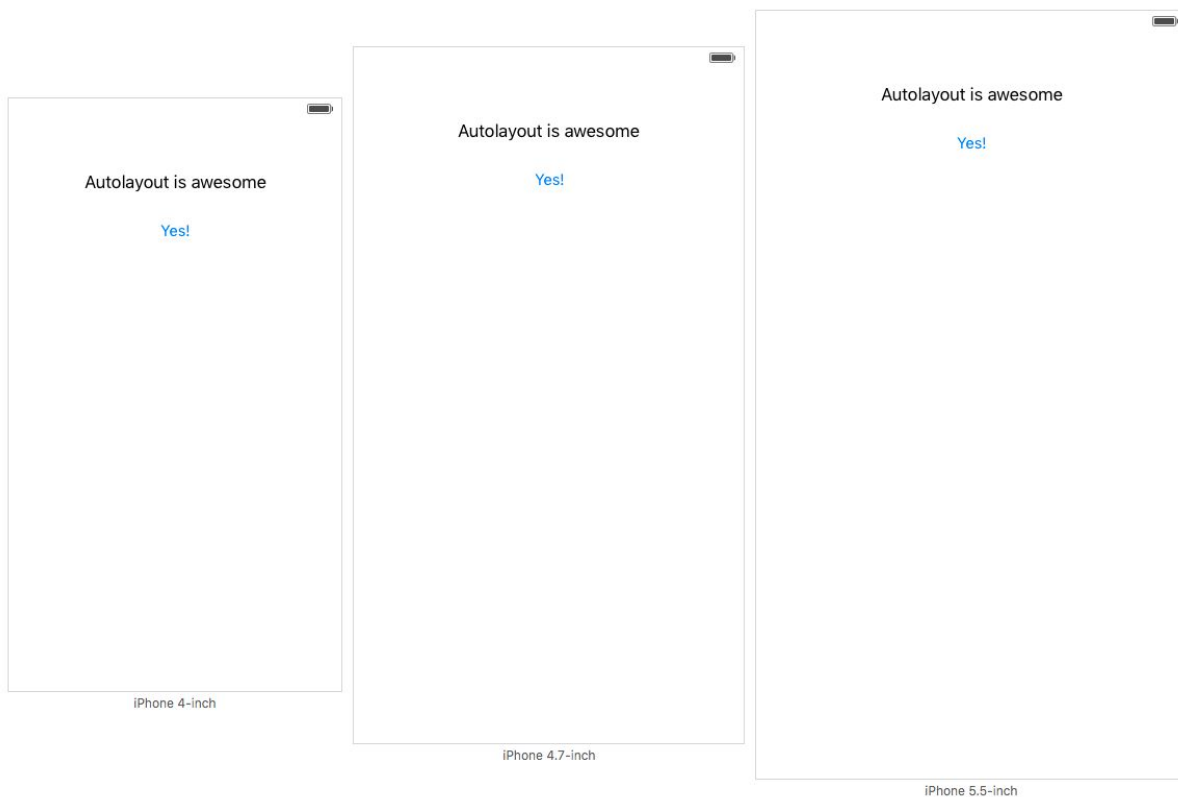 Autolayout is awesome
Yes!
iPhone 4-inch
Autolayout is awesome
Yes!
iPhone 4.7-inch
Autolayout is awesome
Yes!
iPhone 5.5-inch